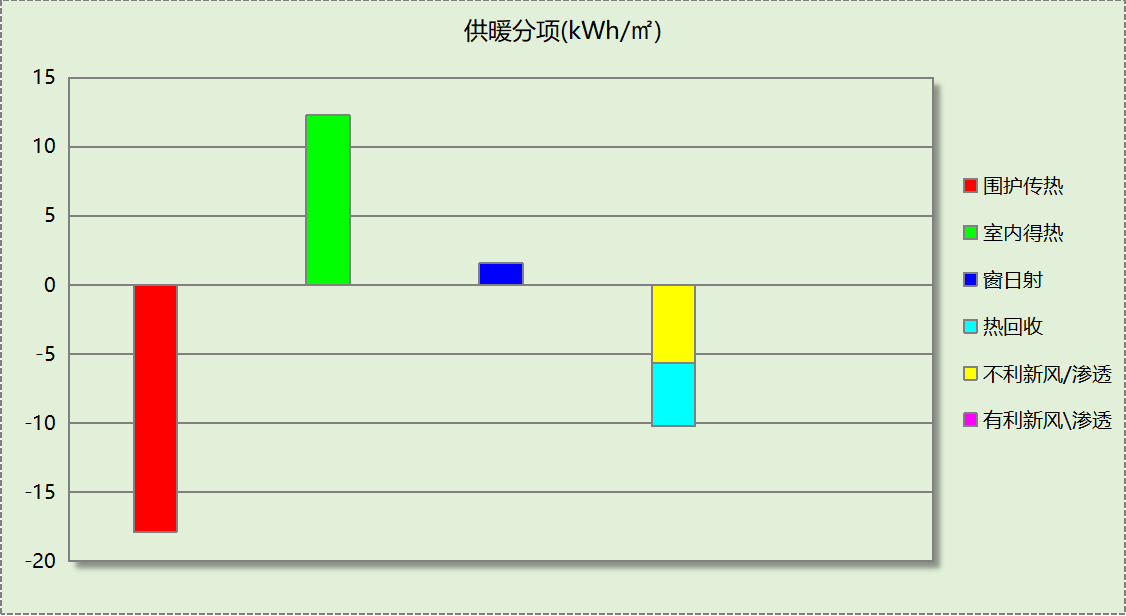 供暖分项(kWh/㎡)
15
10
5
0
-5
-10
-15
-20
围护传热
室内得热
窗日射
热回收
不利新风/渗透
有利新风\渗透